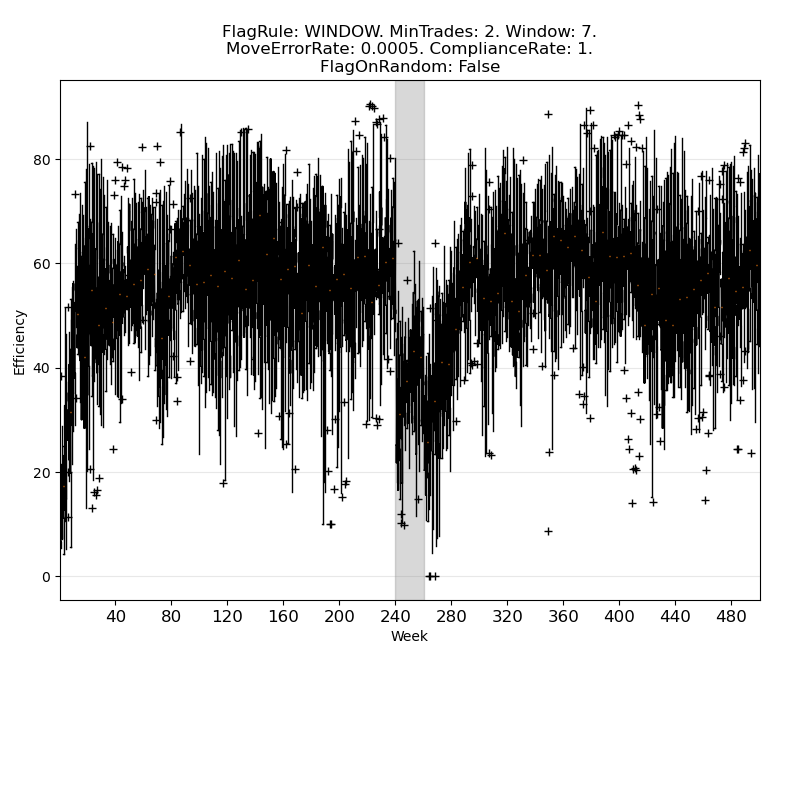 FlagRule: WINDOW. MinTrades: 2. Window: 7.
MoveErrorRate: 0.0005. ComplianceRate: 1.
FlagOnRandom: False
80
60
40
20
0
Efficiency
40 80 120 160 200 240 280 320 360 400 440 480
Week